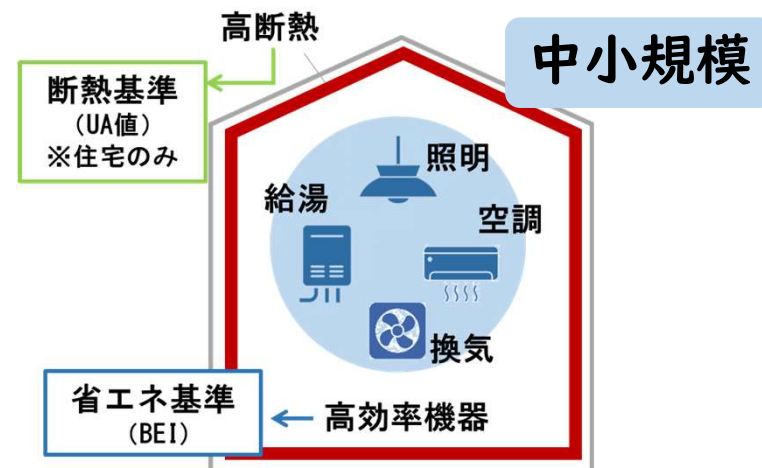 高断熱
中小規模
断熱基準
（UA値）
※住宅のみ
照明
給湯
空調
換気
省エネ基準
（BEI）
高効率機器